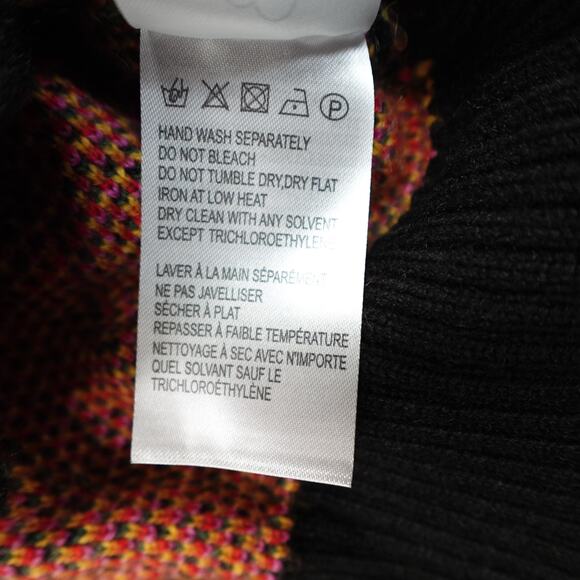 P
HAND WASH SEPARATELY
DO NOT BLEACH
DO NOT TUMBLE DRY,DRY FLAT
IRON AT LOW HEAT
DRY CLEAN WITH ANY SOLVENT
EXCEPT TRICHLOROETHYLENE
LAVER À LA MAIN SÉPARÉMENT
NE PAS JAVELLISER
SÉCHER À PLAT
REPASSER À FAIBLE TEMPÉRATURE
NETTOYAGE À SEC AVEC N'IMPORTE
QUEL SOLVANT SAUF LE
TRICHLOROÉTHYLÈNE